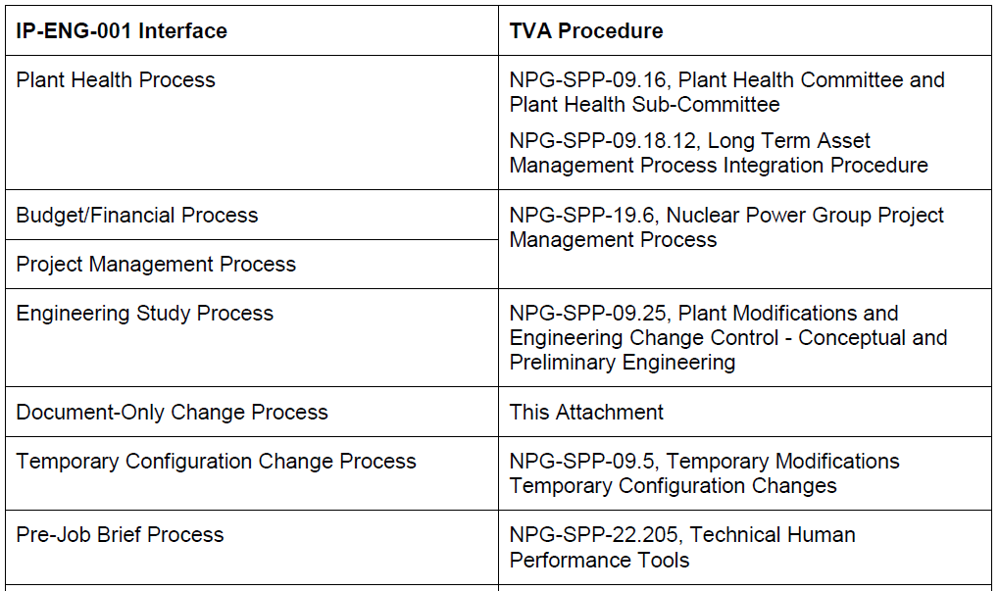 IP-ENG-001 Interface
TVA Procedure
Plant Health Process
NPG-SPP-09.16, Plant Health Committee and
Plant Health Sub-Committee
NPG-SPP-09.18.12, Long Term Asset
Management Process Integration Procedure
Budget/Financial Process
NPG-SPP-19.6, Nuclear Power Group Project
Management Process
Project Management Process
Engineering Study Process
NPG-SPP-09.25, Plant Modifications and
Engineering Change Control - Conceptual and
Preliminary Engineering
Document-Only Change Process
This Attachment
Temporary Configuration Change Process
NPG-SPP-09.5, Temporary Modifications
Temporary Configuration Changes
Pre-Job Brief Process
NPG-SPP-22.205, Technical Human
Performance Tools